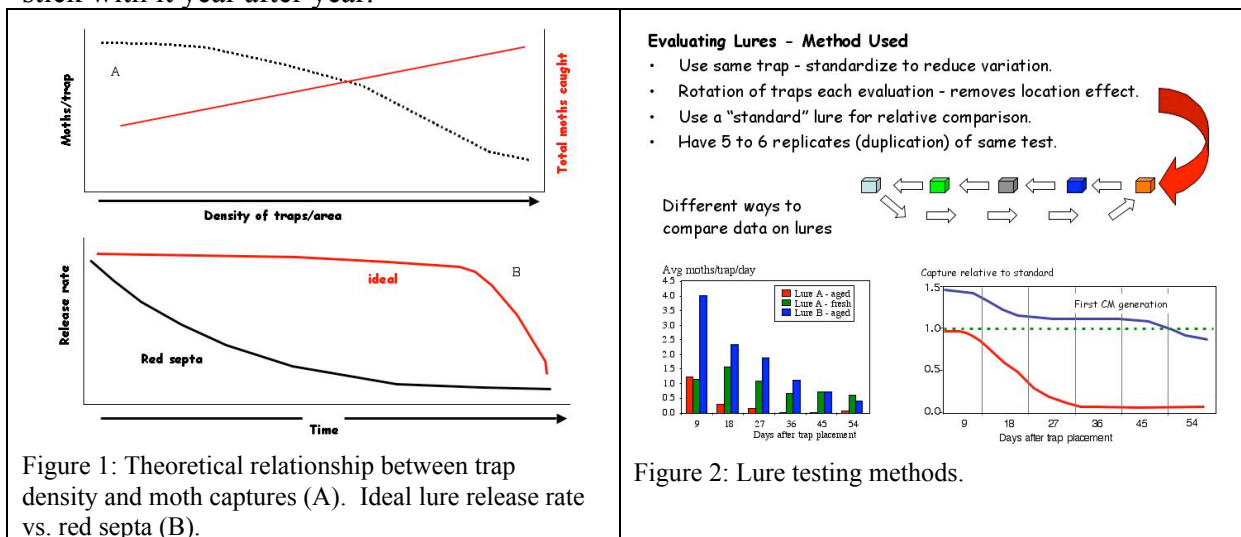 stick with it year after year.
Moths/trap
A
Total moths caught
Density of traps/area
Release rate
ideal
B
Red septa
Time
Figure 1: Theoretical relationship between trap
density and moth captures (A). Ideal lure release rate
vs. red septa (B).
Evaluating Lures - Method Used
• Use same trap - standardize to reduce variation.
• Rotation of traps each evaluation - removes location effect.
• Use a “standard” lure for relative comparison.
• Have 5 to 6 replicates (duplication) of same test.
Different ways to
compare data on lures
Avg moths/trap/day
4.5
4.0
3.5
3.0
2.5
2.0
1.5
1.0
0.5
0.0
Lure A - aged
Lure A - fresh
Lure B - aged
9 18 27 36 45 54
Days after trap placement
Capture relative to standard
1.5
First CM generation
1.0
0.5
0.0
9 18 27 36 45 54
Days after trap placement
Figure 2: Lure testing methods.